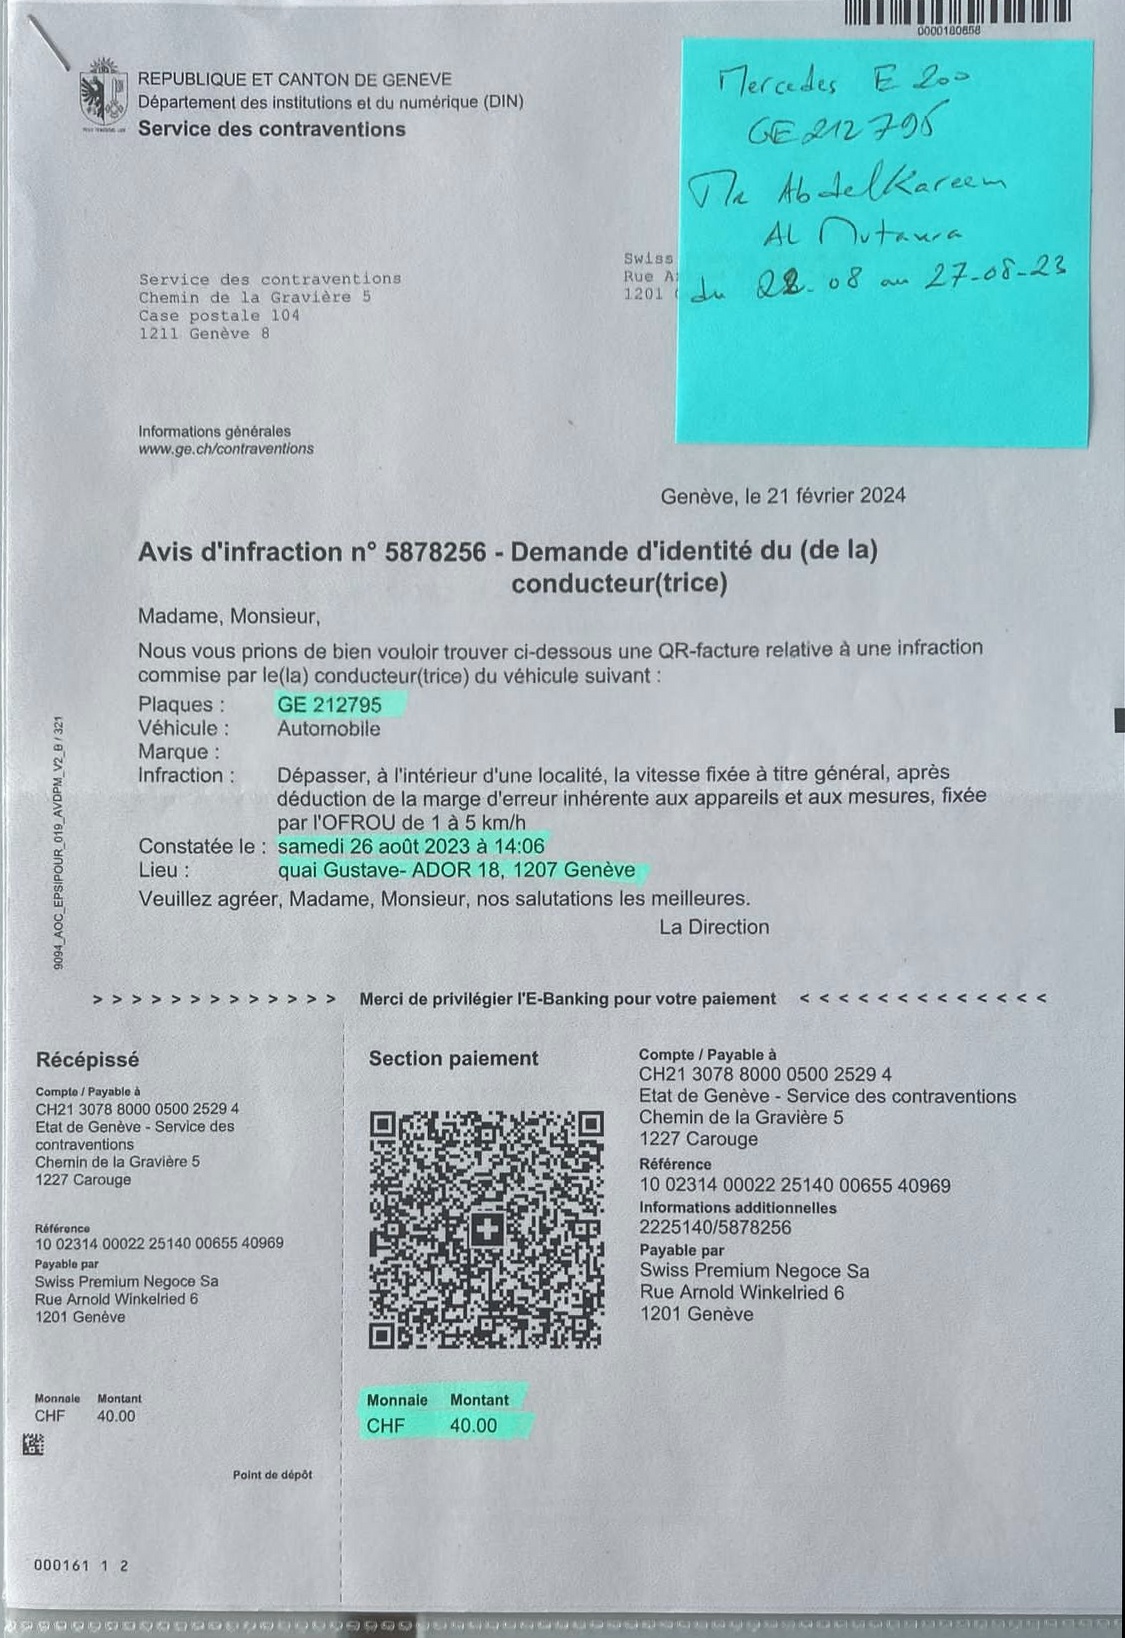 0000180658
REPUBLIQUE ET CANTON DE GENEVE
Département des institutions et du numérique (DIN)
Service des contraventions
Mercedes E 200
GE 212 795
Mr Abdelkareem
AL
du 22-08 au 27-08-23
Swiss
Rue A
1201
Service des contraventions
Chemin de la Gravière 5
Case postale 104
1211 Genève 8
Informations générales
www.ge.ch/contraventions
Genève, le 21 février 2024
Avis d'infraction n° 5878256 - Demande d'identité du (de la)
conducteur(trice)
Madame, Monsieur,
Nous vous prions de bien vouloir trouver ci-dessous une QR-facture relative à une infraction
commise par le(la) conducteur(trice) du véhicule suivant :
Plaques : GE 212795
Véhicule : Automobile
Marque :
Infraction : Dépasser, à l'intérieur d'une localité, la vitesse fixée à titre général, après
déduction de la marge d'erreur inhérente aux appareils et aux mesures, fixée
par l'OFROU de 1 à 5 km/h
Constatée le : samedi 26 août 2023 à 14:06
Lieu : quai Gustave- ADOR 18, 1207 Genève
Veuillez agréer, Madame, Monsieur, nos salutations les meilleures.
La Direction
9094_AOC_EPSIPOUR_019_AVDPM_V2_B / 321
> > > > > > > > > > > > > Merci de privilégier l'E-Banking pour votre paiement < < < < < < < < < < < < <
Récépissé
Compte / Payable à
CH21 3078 8000 0500 2529 4
Etat de Genève - Service des
contraventions
Chemin de la Gravière 5
1227 Carouge
Référence
10 02314 00022 25140 00655 40969
Payable par
Swiss Premium Negoce Sa
Rue Arnold Winkelried 6
1201 Genève
Monnaie Montant
CHF 40.00
Point de dépôt
Section paiement
Monnaie Montant
CHF 40.00
Compte / Payable à
CH21 3078 8000 0500 2529 4
Etat de Genève - Service des contraventions
Chemin de la Gravière 5
1227 Carouge
Référence
10 02314 00022 25140 00655 40969
Informations additionnelles
2225140/5878256
Payable par
Swiss Premium Negoce Sa
Rue Arnold Winkelried 6
1201 Genève
000161 1 2